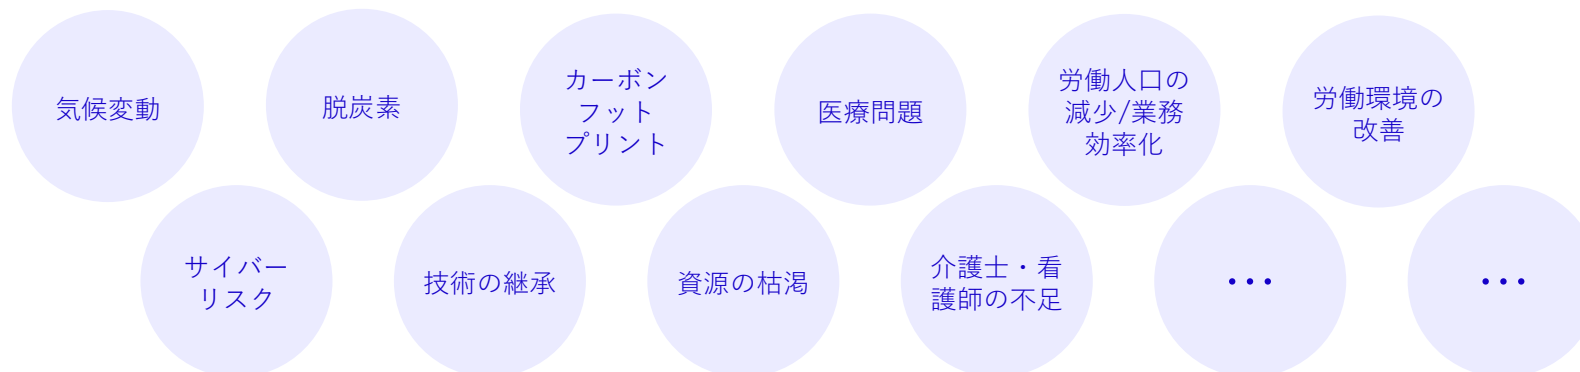 気候変動
脱炭素
カーボン
フット
プリント
医療問題
労働人口の
減少/業務
効率化
労働環境の
改善
サイバー
リスク
技術の継承
資源の枯渇
介護士・看
護師の不足
・・・
・・・